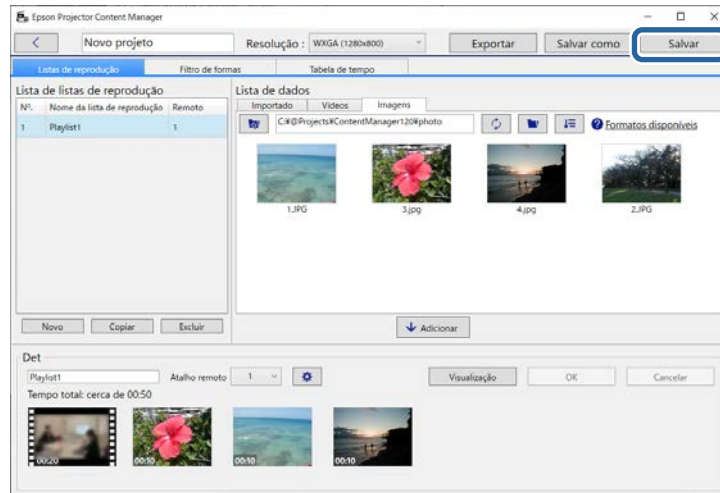 Epson Projector Content Manager
Novo projeto Resolução : WXGA (1280x800) Exportar Salvar como Salvar
Listas de reprodução Filtro de formas Tabela de tempo
Lista de listas de reprodução
Nº. Nome da lista de reprodução Remoto
1 Playlist1 1
Novo Copiar Excluir
Lista de dados
Importado Vídeos Imagens
C:¥@Projects¥ContentManager120¥photo Formatos disponíveis
1.JPG 3.jpg 4.jpg 2.JPG
Adicionar
Det
Playlist1 Atalho remoto 1 Visualização OK Cancelar
Tempo total: cerca de 00:50
00:20 00:10 00:10 00:10